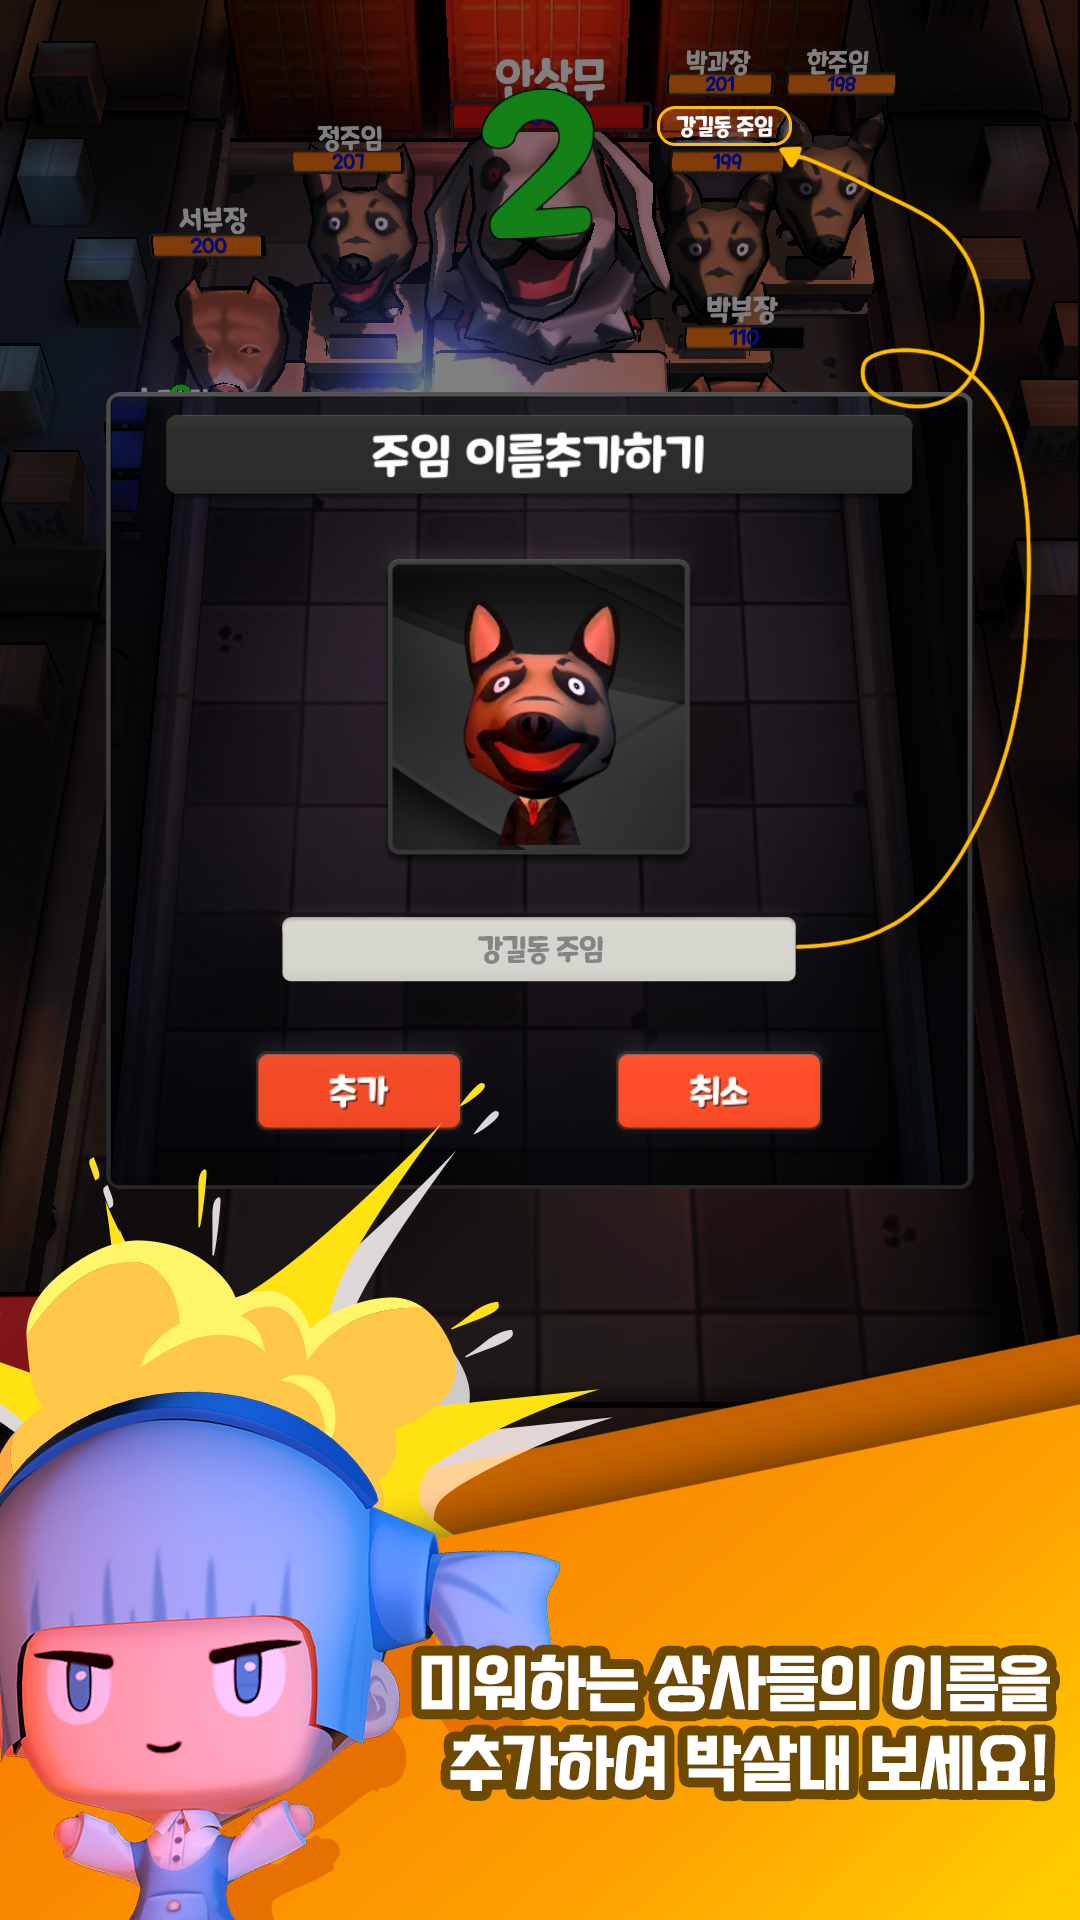 박과장
한주임
201
198
안상무
2
강길동 주임
정주임
207
199
서부장
200
박부장
110
주임 이름추가하기
강길동 주임
추가
취소
미워하는 상사들의 이름을
추가하여 박살내 보세요!